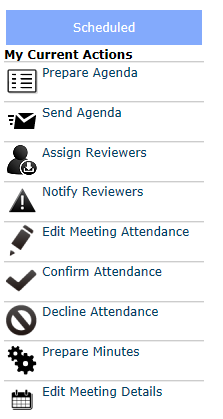 Scheduled
My Current Actions
Prepare Agenda
Send Agenda
Assign Reviewers
Notify Reviewers
Edit Meeting Attendance
Confirm Attendance
Decline Attendance
Prepare Minutes
Edit Meeting Details